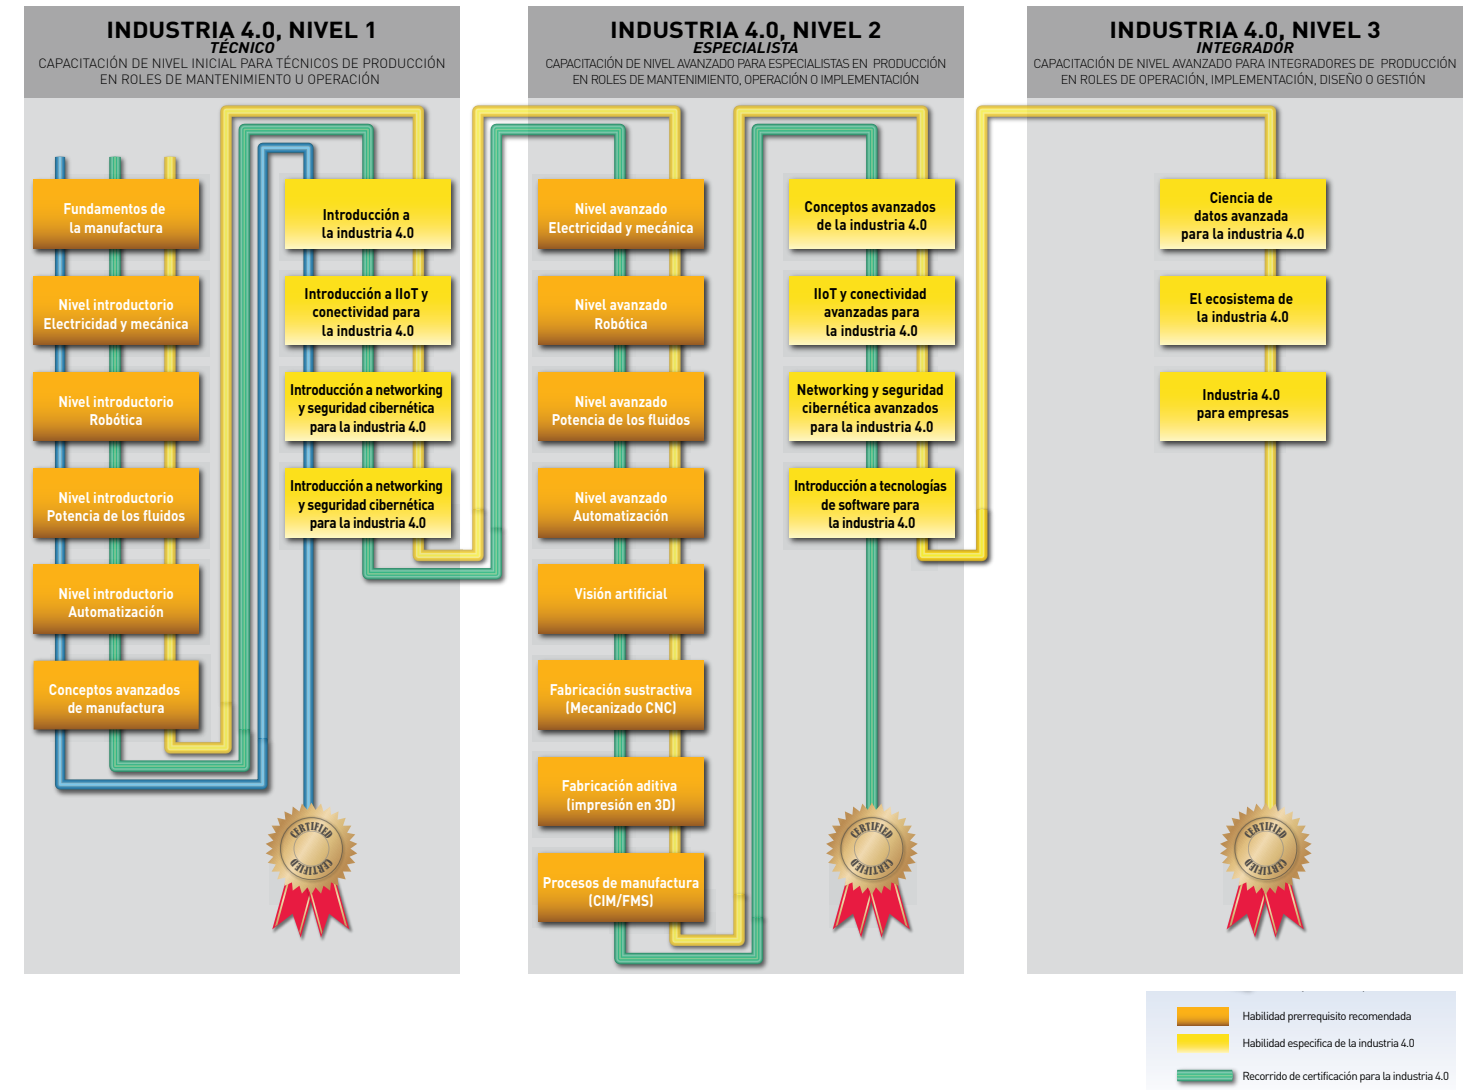 INDUSTRIA 4.0, NIVEL 1
TÉCNICO
CAPACITACIÓN DE NIVEL INICIAL PARA TÉCNICOS DE PRODUCCIÓN
EN ROLES DE MANTENIMIENTO U OPERACIÓN
Fundamentos de
la manufactura
Nivel introductorio
Electricidad y mecánica
Nivel introductorio
Robótica
Nivel introductorio
Potencia de los fluidos
Nivel introductorio
Automatización
Conceptos avanzados
de manufactura
Introducción a
la industria 4.0
Introducción a IIoT y
conectividad para
la industria 4.0
Introducción a networking
y seguridad cibernética
para la industria 4.0
Introducción a networking
y seguridad cibernética
para la industria 4.0
CERTIFIED
CERTIFIED
INDUSTRIA 4.0, NIVEL 2
ESPECIALISTA
CAPACITACIÓN DE NIVEL AVANZADO PARA ESPECIALISTAS EN PRODUCCIÓN
EN ROLES DE MANTENIMIENTO, OPERACIÓN O IMPLEMENTACIÓN
Nivel avanzado
Electricidad y mecánica
Nivel avanzado
Robótica
Nivel avanzado
Potencia de los fluidos
Nivel avanzado
Automatización
Visión artificial
Fabricación sustractiva
(Mecanizado CNC)
Fabricación aditiva
(impresión en 3D)
Procesos de manufactura
(CIM/FMS)
Conceptos avanzados
de la industria 4.0
IIoT y conectividad
avanzadas para
la industria 4.0
Networking y seguridad
cibernética avanzados
para la industria 4.0
Introducción a tecnologías
de software para
la industria 4.0
CERTIFIED
CERTIFIED
INDUSTRIA 4.0, NIVEL 3
INTEGRADOR
CAPACITACIÓN DE NIVEL AVANZADO PARA INTEGRADORES DE PRODUCCIÓN
EN ROLES DE OPERACIÓN, IMPLEMENTACIÓN, DISEÑO O GESTIÓN
Ciencia de
datos avanzada
para la industria 4.0
El ecosistema de
la industria 4.0
Industria 4.0
para empresas
CERTIFIED
CERTIFIED
Habilidad prerrequisito recomendada
Habilidad especifica de la industria 4.0
Recorrido de certificación para la industria 4.0